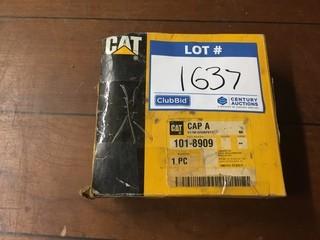 CAT
LOT #
1637
ClubBid
CENTURY
AUCTIONS
CAT
CAP A
101-8909
1 PC